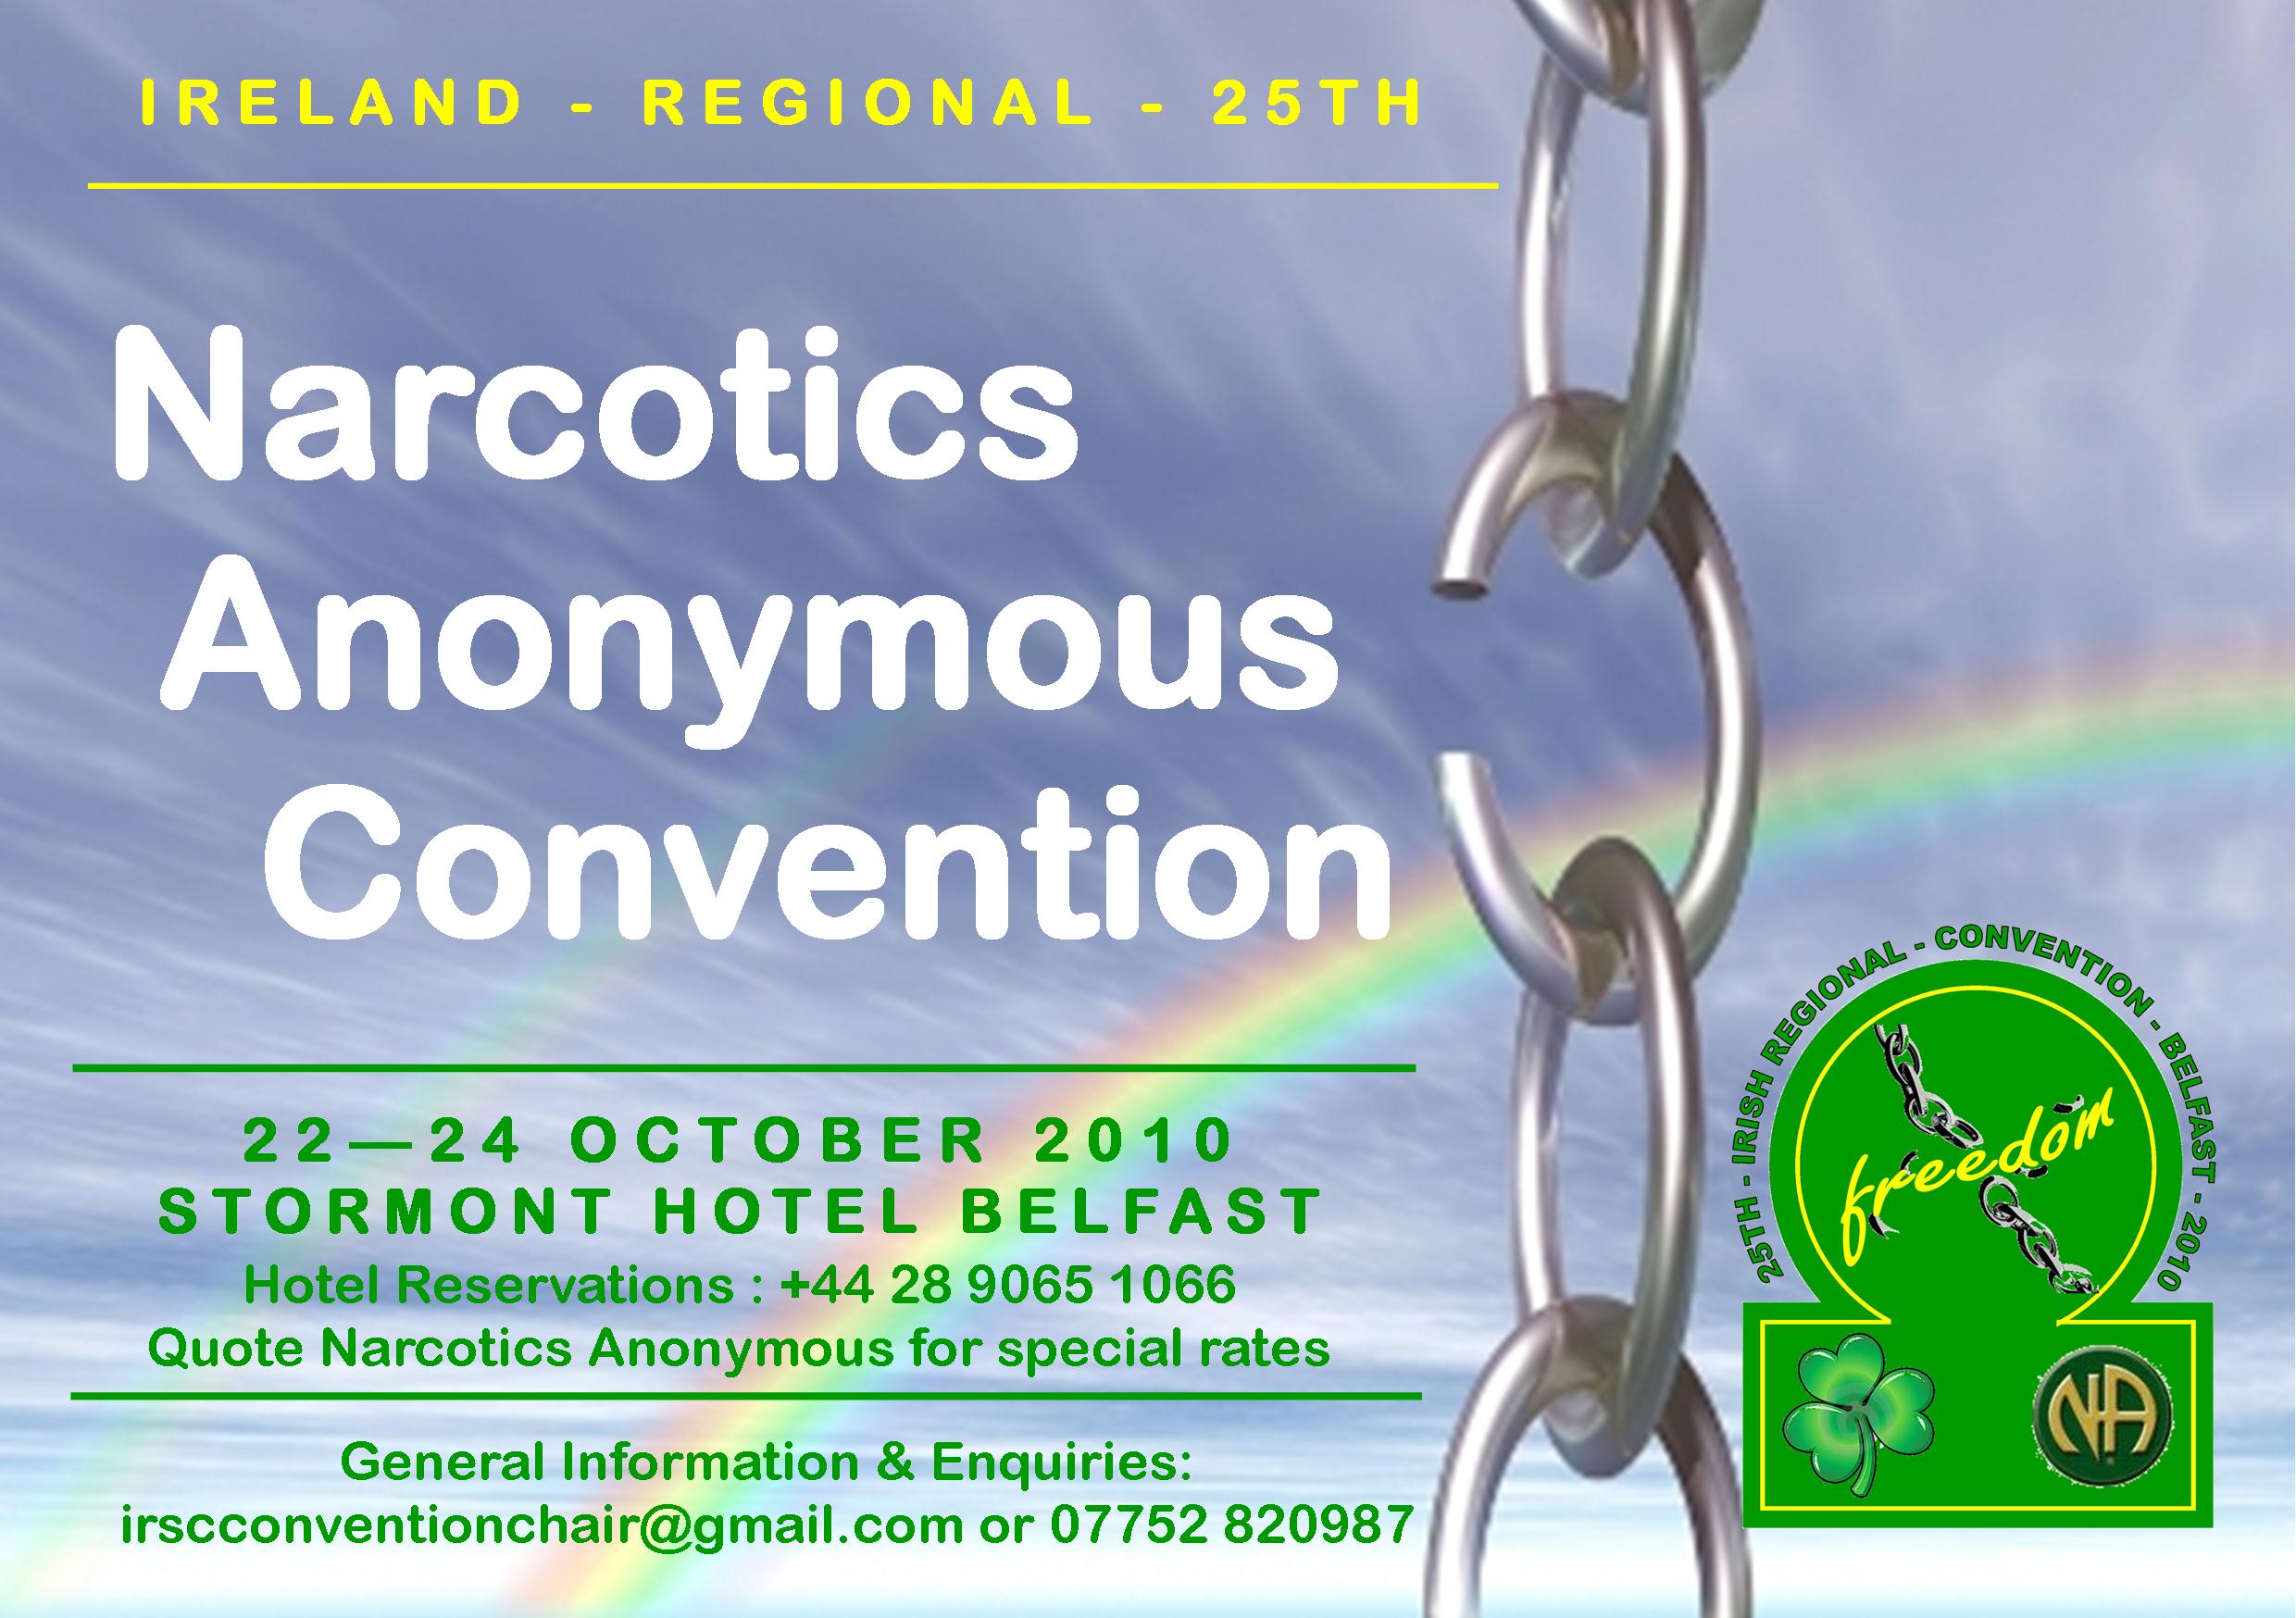 IRELAND - REGIONAL - 25TH
Narcotics
Anonymous
Convention
22—24 OCTOBER 2010
STORMONT HOTEL BELFAST
Hotel Reservations : +44 28 9065 1066
Quote Narcotics Anonymous for special rates
General Information & Enquiries:
irscconventionchair@gmail.com or 07752 820987
25TH - IRISH REGIONAL - CONVENTION - BELFAST - 2010
freedom
NA